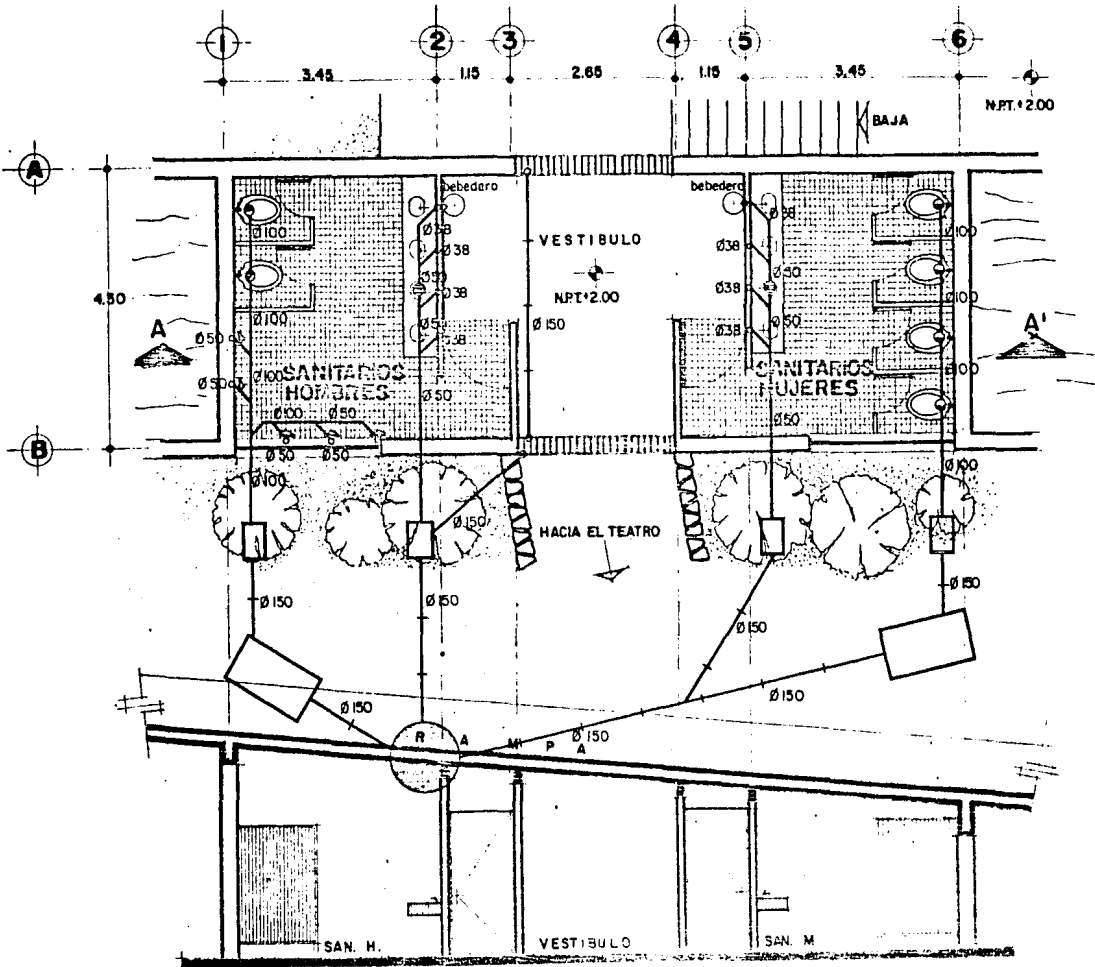 1 2 3 4 5 6
3.45 1.15 2.65 1.15 3.45
N.P.T.+2.00
BAJA
A
bebedero bebedero
Ø38 Ø38
Ø100 Ø100
VESTIBULO
Ø38
Ø50 Ø50
Ø38
N.P.T.+2.00
4.50
Ø100 Ø100
Ø150
Ø50
Ø38
A A'
Ø50
Ø100
SANITARIOS
HOMBRES
SANITARIOS
MUJERES
Ø100
Ø50
Ø50
Ø100 Ø50
Ø50
B
Ø50 Ø50
Ø100
Ø100
Ø150
HACIA EL TEATRO
Ø150 Ø150 Ø150
Ø150
Ø150
Ø150
Ø150
R A M P A
SAN. H. VESTIBULO SAN. M